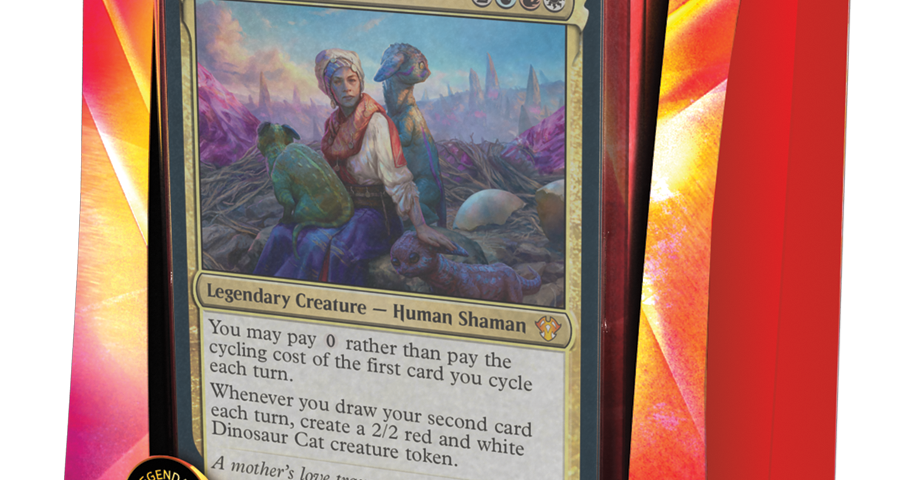 Legendary Creature — Human Shaman
You may pay 0 rather than pay the
cycling cost of the first card you cycle
each turn.
Whenever you draw your second card
each turn, create a 2/2 red and white
Dinosaur Cat creature token.
A mother's love